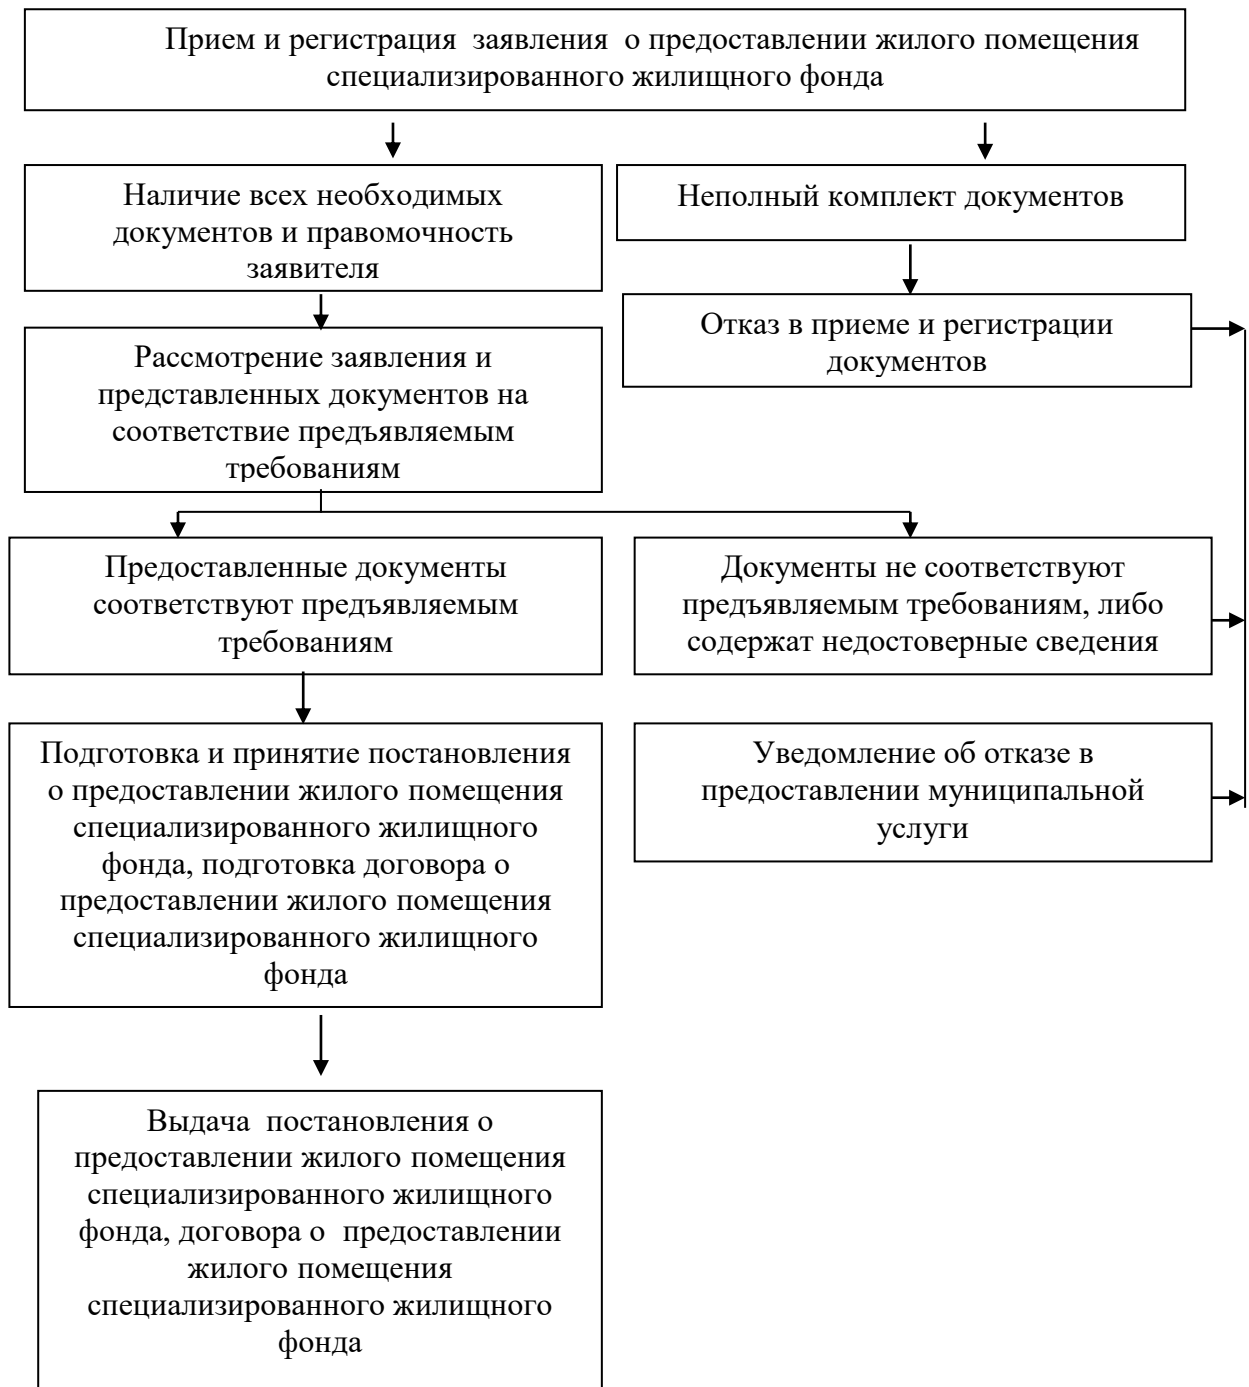 Прием и регистрация заявления о предоставлении жилого помещения
специализированного жилищного фонда
Наличие всех необходимых
документов и правомочность
заявителя
Неполный комплект документов
Отказ в приеме и регистрации
документов
Рассмотрение заявления и
представленных документов на
соответствие предъявляемым
требованиям
Предоставленные документы
соответствуют предъявляемым
требованиям
Документы не соответствуют
предъявляемым требованиям, либо
содержат недостоверные сведения
Подготовка и принятие постановления
о предоставлении жилого помещения
специализированного жилищного
фонда, подготовка договора о
предоставлении жилого помещения
специализированного жилищного
фонда
Уведомление об отказе в
предоставлении муниципальной
услуги
Выдача постановления о
предоставлении жилого помещения
специализированного жилищного
фонда, договора о предоставлении
жилого помещения
специализированного жилищного
фонда